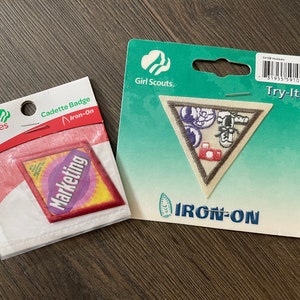 es
Cadette Badge
Iron-On
Marketing
Girl Scouts®
Try-It
IRON-ON